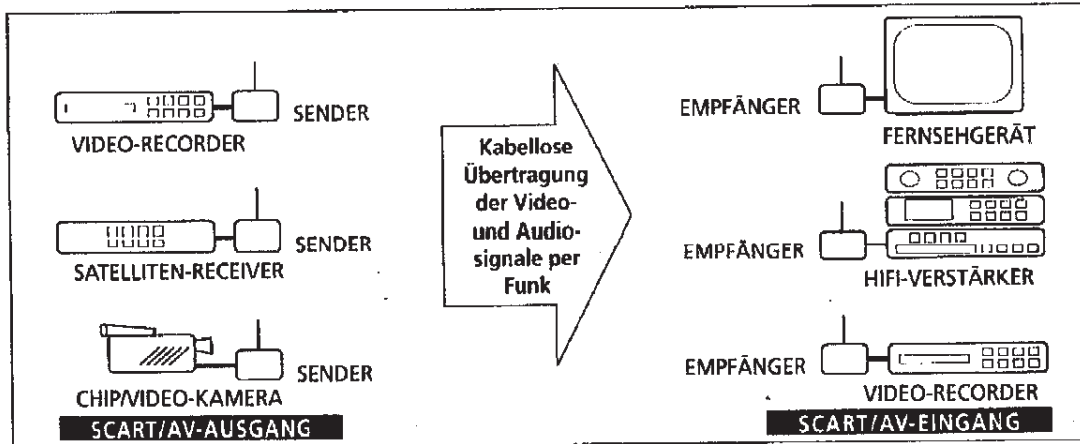 SENDER
VIDEO-RECORDER
SENDER
SATELLITEN-RECEIVER
SENDER
CHIP/VIDEO-KAMERA
SCART/AV-AUSGANG
Kabellose
Übertragung
der Video-
und Audio-
signale per
Funk
EMPFÄNGER
FERNSEHGERÄT
EMPFÄNGER
HIFI-VERSTÄRKER
EMPFÄNGER
VIDEO-RECORDER
SCART/AV-EINGANG